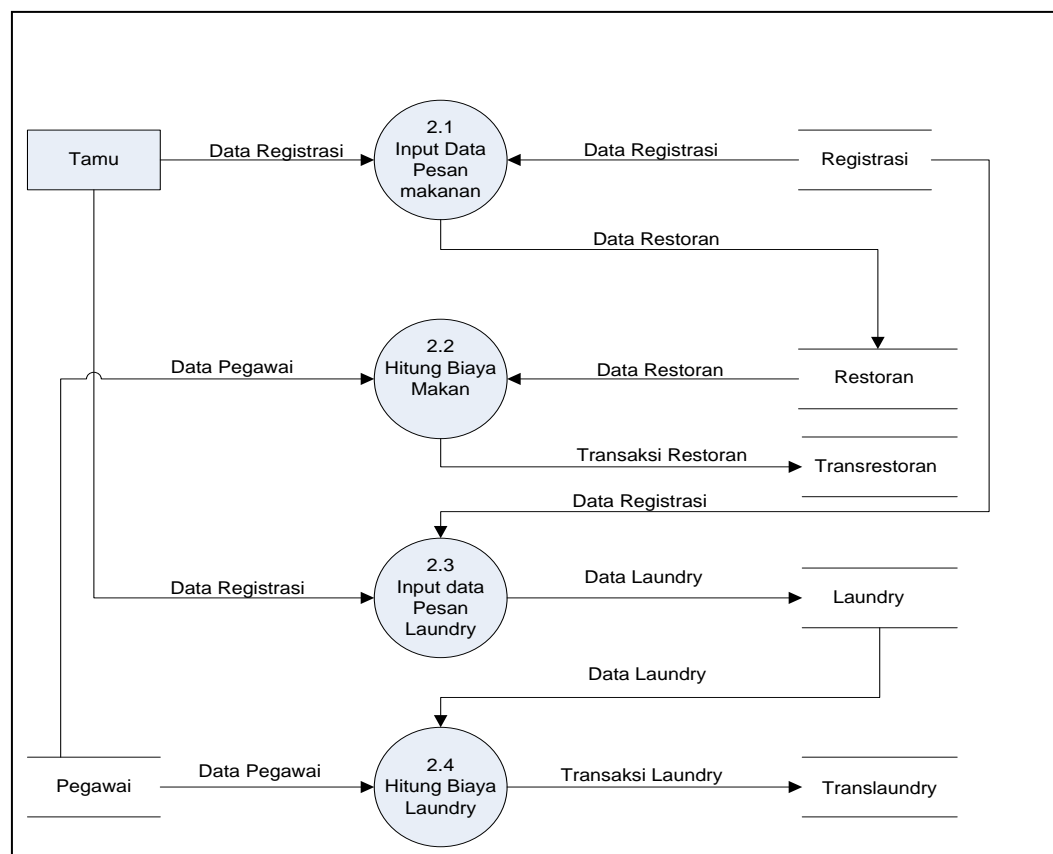 Tamu
Data Registrasi
2.1
Input Data
Pesan
makanan
Data Registrasi
Registrasi
Data Restoran
Data Pegawai
2.2
Hitung Biaya
Makan
Data Restoran
Restoran
Transaksi Restoran
Transrestoran
Data Registrasi
Data Registrasi
2.3
Input data
Pesan
Laundry
Data Laundry
Laundry
Data Laundry
Pegawai
Data Pegawai
2.4
Hitung Biaya
Laundry
Transaksi Laundry
Translaundry